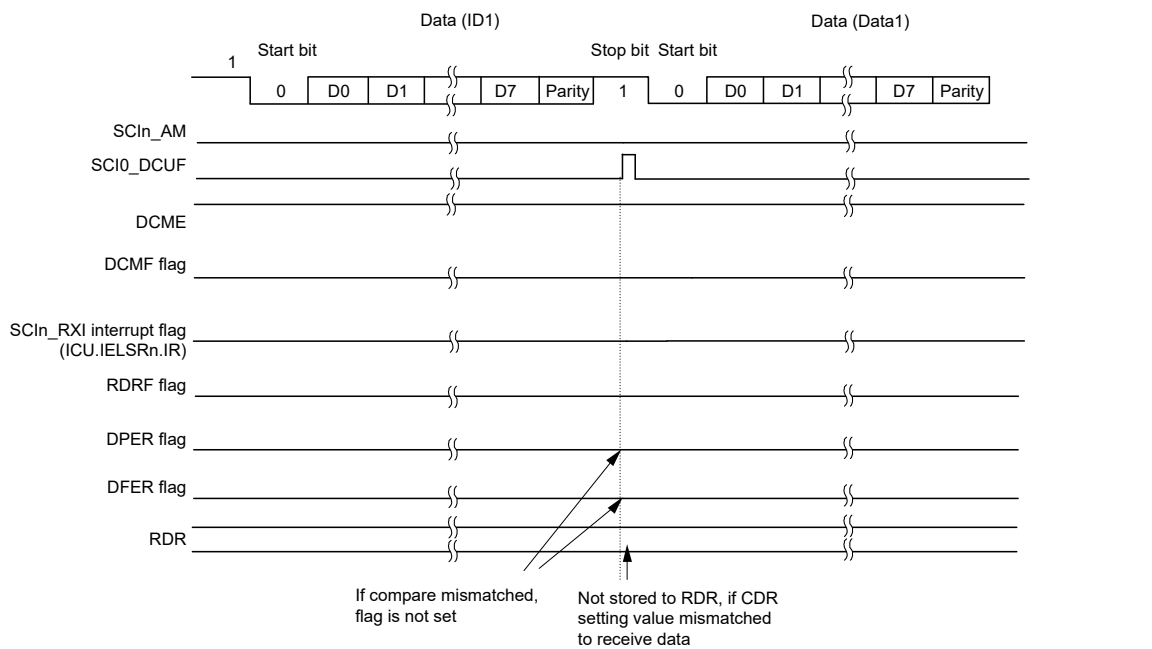 Data (ID1)
Data (Data1)
Start bit
Stop bit
Start bit
1
0
D0
D1
D7
Parity
1
0
D0
D1
D7
Parity
SCIn_AM
SCI0_DCUF
DCME
DCMF flag
SCIn_RXI interrupt flag
(ICU.IELSRn.IR)
RDRF flag
DPER flag
DFER flag
RDR
If compare mismatched,
flag is not set
Not stored to RDR, if CDR
setting value mismatched
to receive data